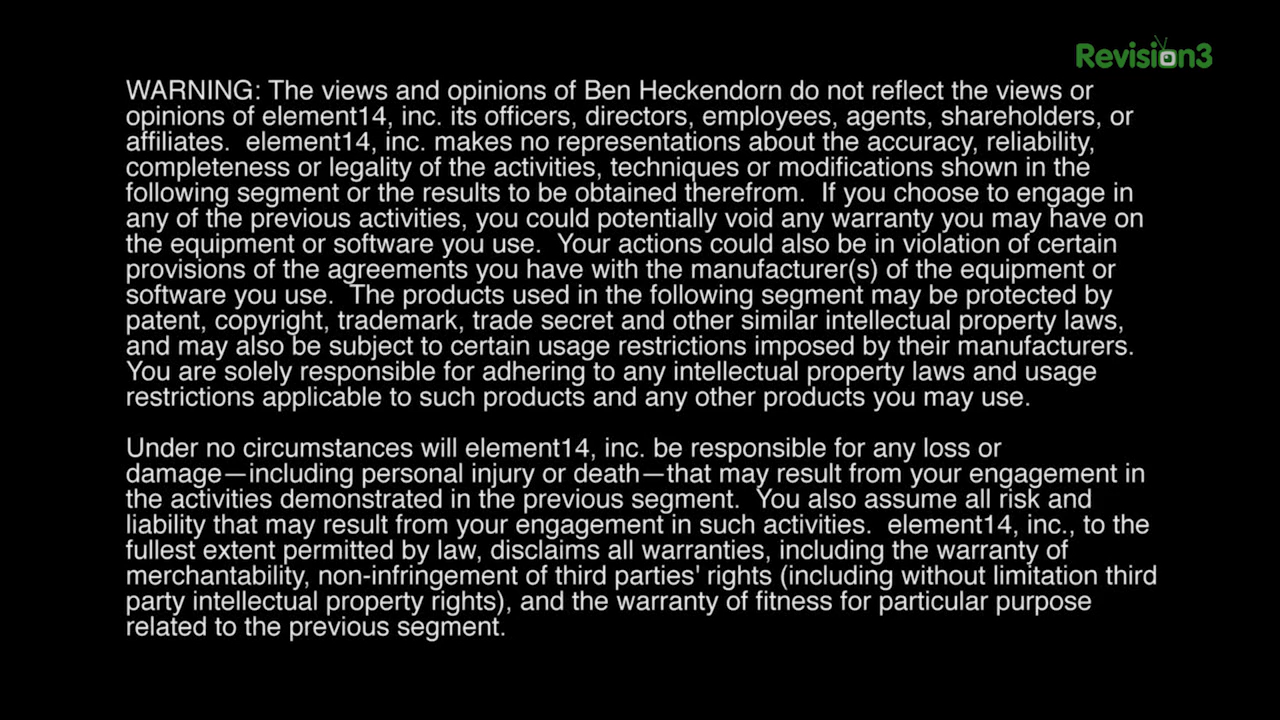 Revision3
WARNING: The views and opinions of Ben Heckendorn do not reflect the views or
opinions of element14, inc. its officers, directors, employees, agents, shareholders, or
affiliates.  element14, inc. makes no representations about the accuracy, reliability,
completeness or legality of the activities, techniques or modifications shown in the
following segment or the results to be obtained therefrom.  If you choose to engage in
any of the previous activities, you could potentially void any warranty you may have on
the equipment or software you use.  Your actions could also be in violation of certain
provisions of the agreements you have with the manufacturer(s) of the equipment or
software you use.  The products used in the following segment may be protected by
patent, copyright, trademark, trade secret and other similar intellectual property laws,
and may also be subject to certain usage restrictions imposed by their manufacturers.
You are solely responsible for adhering to any intellectual property laws and usage
restrictions applicable to such products and any other products you may use.
Under no circumstances will element14, inc. be responsible for any loss or
damage—including personal injury or death—that may result from your engagement in
the activities demonstrated in the previous segment.  You also assume all risk and
liability that may result from your engagement in such activities.  element14, inc., to the
fullest extent permitted by law, disclaims all warranties, including the warranty of
merchantability, non-infringement of third parties' rights (including without limitation third
party intellectual property rights), and the warranty of fitness for particular purpose
related to the previous segment.